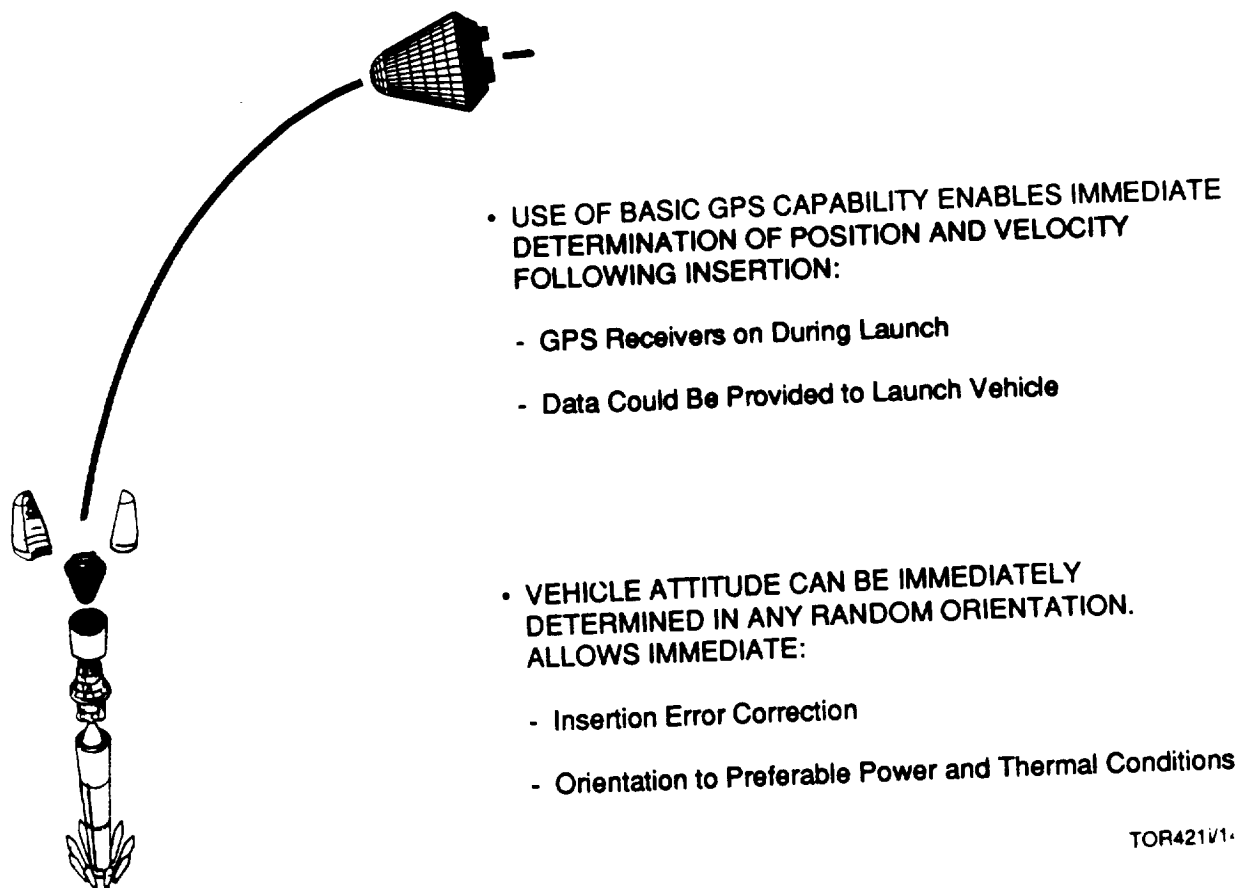 • USE OF BASIC GPS CAPABILITY ENABLES IMMEDIATE
DETERMINATION OF POSITION AND VELOCITY
FOLLOWING INSERTION:
- GPS Receivers on During Launch
- Data Could Be Provided to Launch Vehicle
• VEHICLE ATTITUDE CAN BE IMMEDIATELY
DETERMINED IN ANY RANDOM ORIENTATION.
ALLOWS IMMEDIATE:
- Insertion Error Correction
- Orientation to Preferable Power and Thermal Conditions